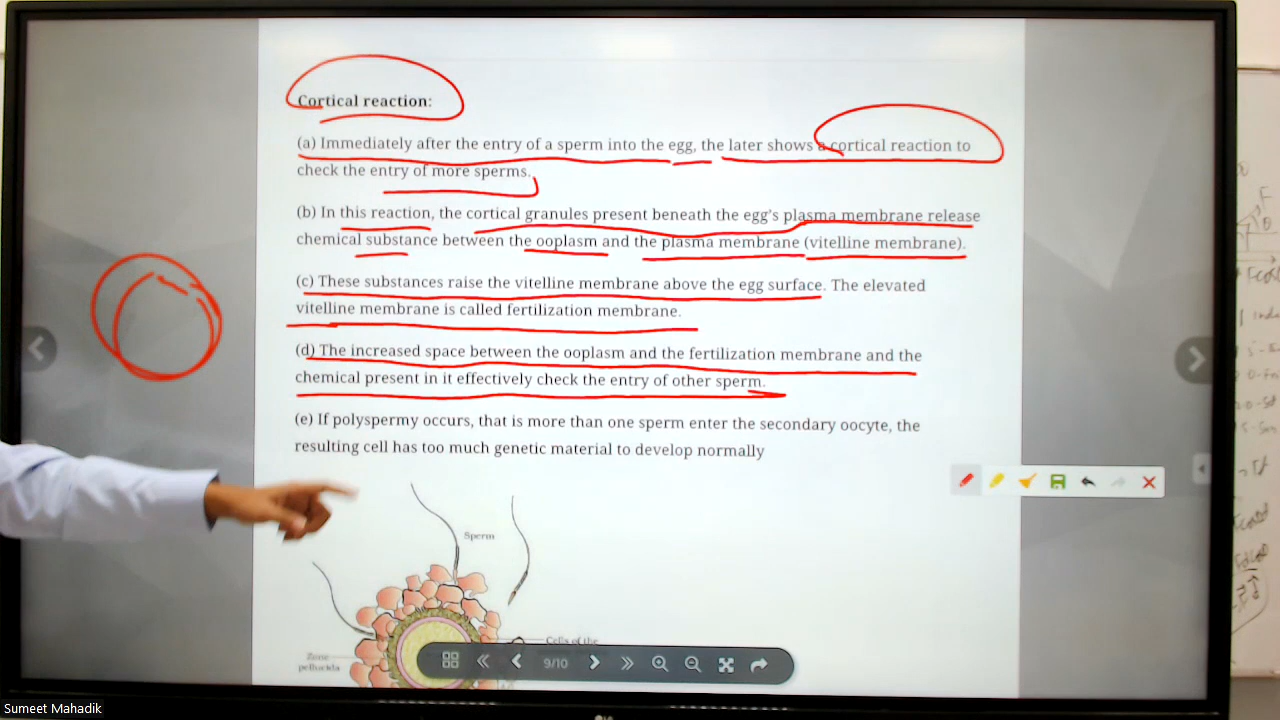 Cortical reaction:
(a) Immediately after the entry of a sperm into the egg, the later shows a cortical reaction to
check the entry of more sperms.
(b) In this reaction, the cortical granules present beneath the egg's plasma membrane release
chemical substance between the ooplasm and the plasma membrane (vitelline membrane).
(c) These substances raise the vitelline membrane above the egg surface. The elevated
vitelline membrane is called fertilization membrane.
(d) The increased space between the ooplasm and the fertilization membrane and the
chemical present in it effectively check the entry of other sperm.
(e) If polyspermy occurs, that is more than one sperm enter the secondary oocyte, the
resulting cell has too much genetic material to develop normally
Sperm
Cells of the
Zona
pellucida
9/10
Sumeet Mahadik
LG